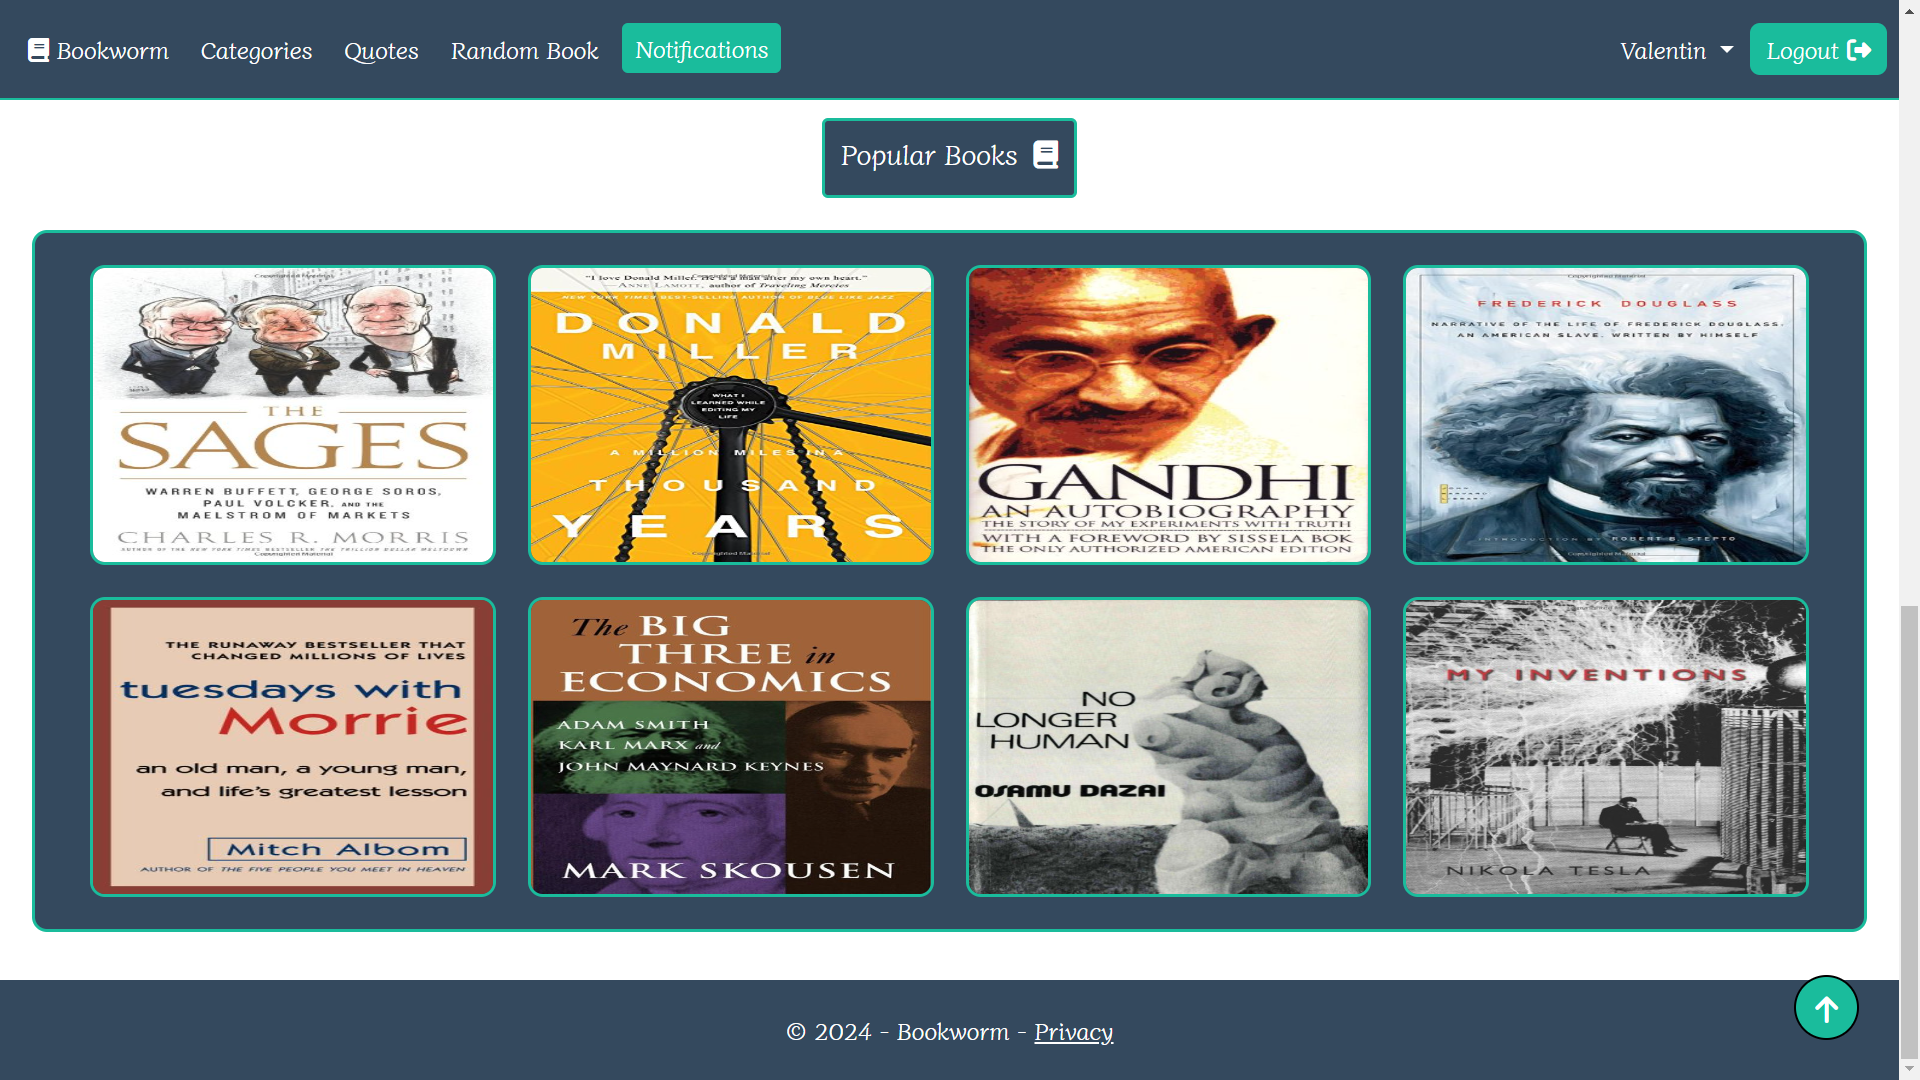 Bookworm Categories Quotes Random Book Notifications Valentin Logout
Popular Books
THE
SAGES
WARREN BUFFETT, GEORGE SOROS,
PAUL VOLCKER, AND THE
MAELSTROM OF MARKETS
CHARLES R. MORRIS
AUTHOR OF THE NEW YORK TIMES BESTSELLER THE TRILLION DOLLAR MELTDOWN
Copyrighted Material
"I love Donald Miller. He is a man after my own heart."
—ANNE LAMOTT, author of Traveling Mercies
NEW YORK TIMES BEST-SELLING AUTHOR OF BLUE LIKE JAZZ
DONALD
MILLER
WHAT I
LEARNED WHILE
EDITING MY
LIFE
A MILLION MILES IN A
THOUSAND
YEARS
Copyrighted Material
GANDHI
AN AUTOBIOGRAPHY
THE STORY OF MY EXPERIMENTS WITH TRUTH
WITH A FOREWORD BY SISSELA BOK
THE ONLY AUTHORIZED AMERICAN EDITION
Copyrighted Material
FREDERICK DOUGLASS
NARRATIVE OF THE LIFE OF FREDERICK DOUGLASS,
AN AMERICAN SLAVE, WRITTEN BY HIMSELF
INTRODUCTION BY ROBERT B. STEPTO
Copyrighted Material
THE RUNAWAY BESTSELLER THAT
CHANGED MILLIONS OF LIVES
tuesdays with
Morrie
an old man, a young man,
and life's greatest lesson
Mitch Albom
AUTHOR OF THE FIVE PEOPLE YOU MEET IN HEAVEN
The BIG
THREE in
ECONOMICS
ADAM SMITH
KARL MARX and
JOHN MAYNARD KEYNES
MARK SKOUSEN
NO
LONGER
HUMAN
OSAMU DAZAI
MY INVENTIONS
NIKOLA TESLA
© 2024 - Bookworm - Privacy